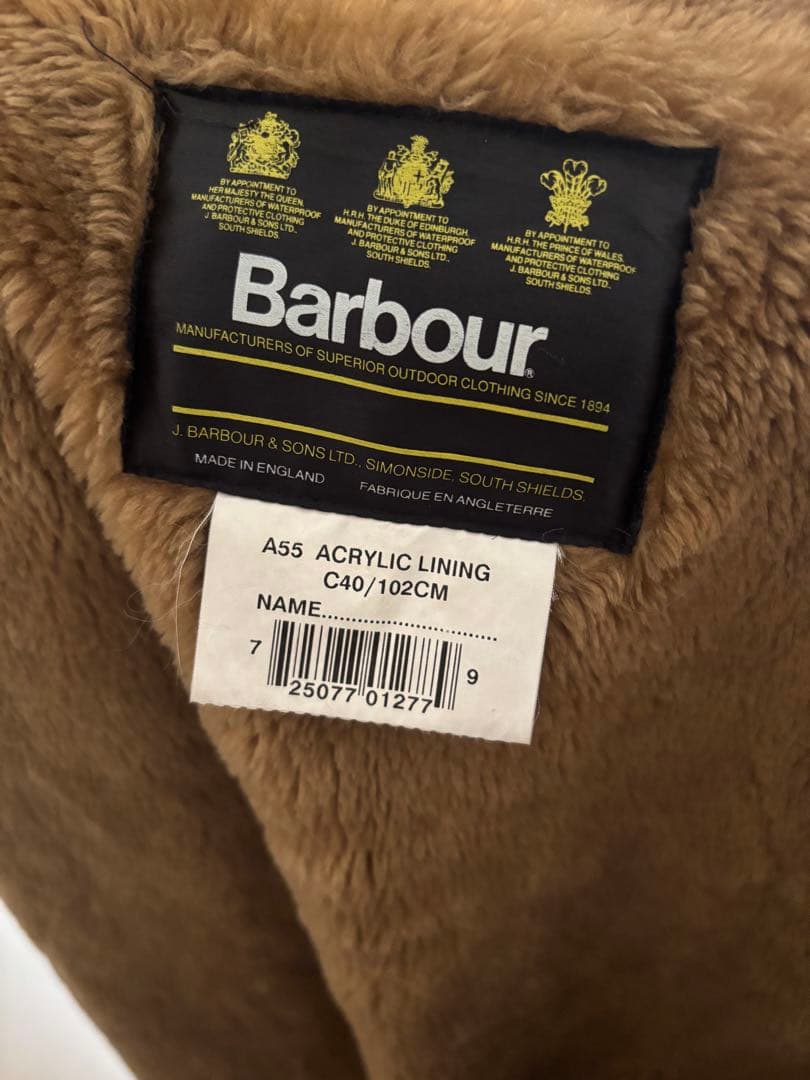 BY APPOINTMENT TO
HER MAJESTY THE QUEEN,
MANUFACTURERS OF WATERPROOF
AND PROTECTIVE CLOTHING
J. BARBOUR & SONS LTD.,
SOUTH SHIELDS.
BY APPOINTMENT TO
H.R.H. THE DUKE OF EDINBURGH,
MANUFACTURERS OF WATERPROOF
AND PROTECTIVE CLOTHING
J. BARBOUR & SONS LTD.,
SOUTH SHIELDS.
BY APPOINTMENT TO
H.R.H. THE PRINCE OF WALES,
MANUFACTURERS OF WATERPROOF
AND PROTECTIVE CLOTHING
J. BARBOUR & SONS LTD.,
SOUTH SHIELDS.
Barbour®
MANUFACTURERS OF SUPERIOR OUTDOOR CLOTHING SINCE 1894
J. BARBOUR & SONS LTD., SIMONSIDE, SOUTH SHIELDS.
MADE IN ENGLAND FABRIQUE EN ANGLETERRE
A55 ACRYLIC LINING
C40/102CM
NAME..............................
7 25077 01277 9